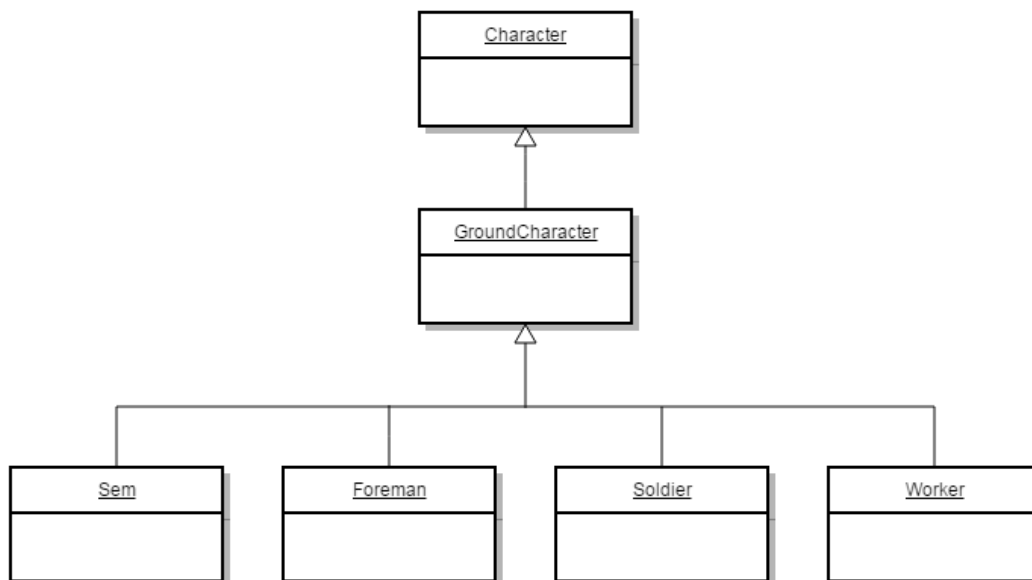 Character
GroundCharacter
Sem
Foreman
Soldier
Worker